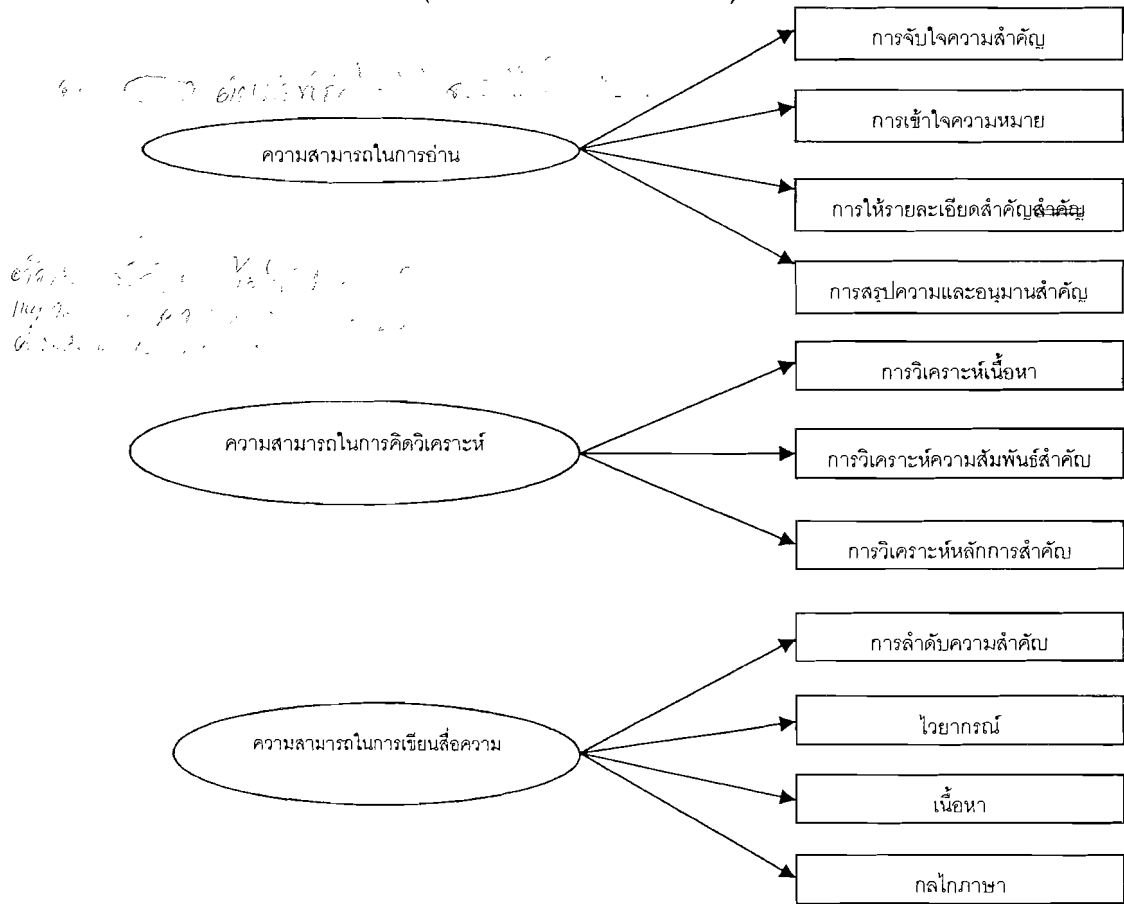 การจับใจความสำคัญ
การเข้าใจความหมาย
ความสามารถในการอ่าน
การให้รายละเอียดสำคัญสำคัญ
การสรุปความและอนุมานสำคัญ
การวิเคราะห์เนื้อหา
ความสามารถในการคิดวิเคราะห์
การวิเคราะห์ความสัมพันธ์สำคัญ
การวิเคราะห์หลักการสำคัญ
การลำดับความสำคัญ
ไวยากรณ์
ความสามารถในการเขียนสื่อความ
เนื้อหา
กลไกภาษา